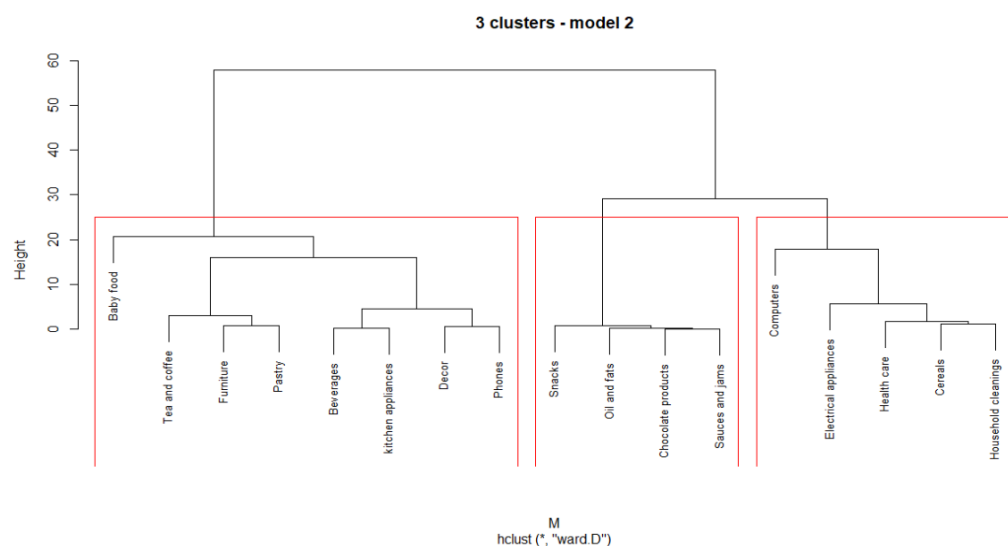 3 clusters - model 2
60
50
40
30
20
10
0
Height
Baby food
Tea and coffee
Furniture
Pastry
Beverages
kitchen appliances
Decor
Phones
Snacks
Oil and fats
Chocolate products
Sauces and jams
Computers
Electrical appliances
Health care
Cereals
Household cleanings
M
hclust (*, "ward.D")